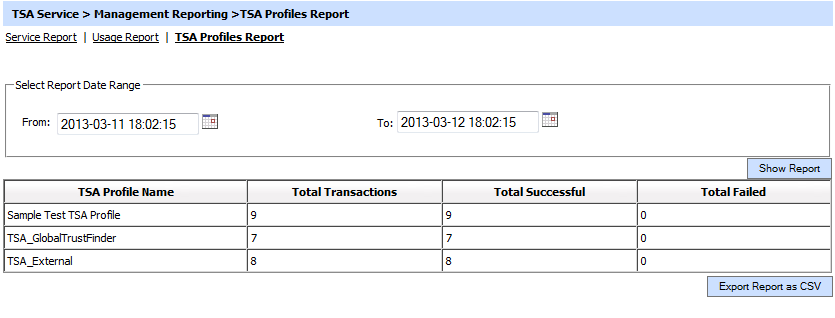 TSA Service > Management Reporting >TSA Profiles Report
Service Report | Usage Report | TSA Profiles Report
Select Report Date Range
From: 2013-03-11 18:02:15 To: 2013-03-12 18:02:15
Show Report
TSA Profile Name Total Transactions Total Successful Total Failed
Sample Test TSA Profile 9 9 0
TSA_GlobalTrustFinder 7 7 0
TSA_External 8 8 0
Export Report as CSV